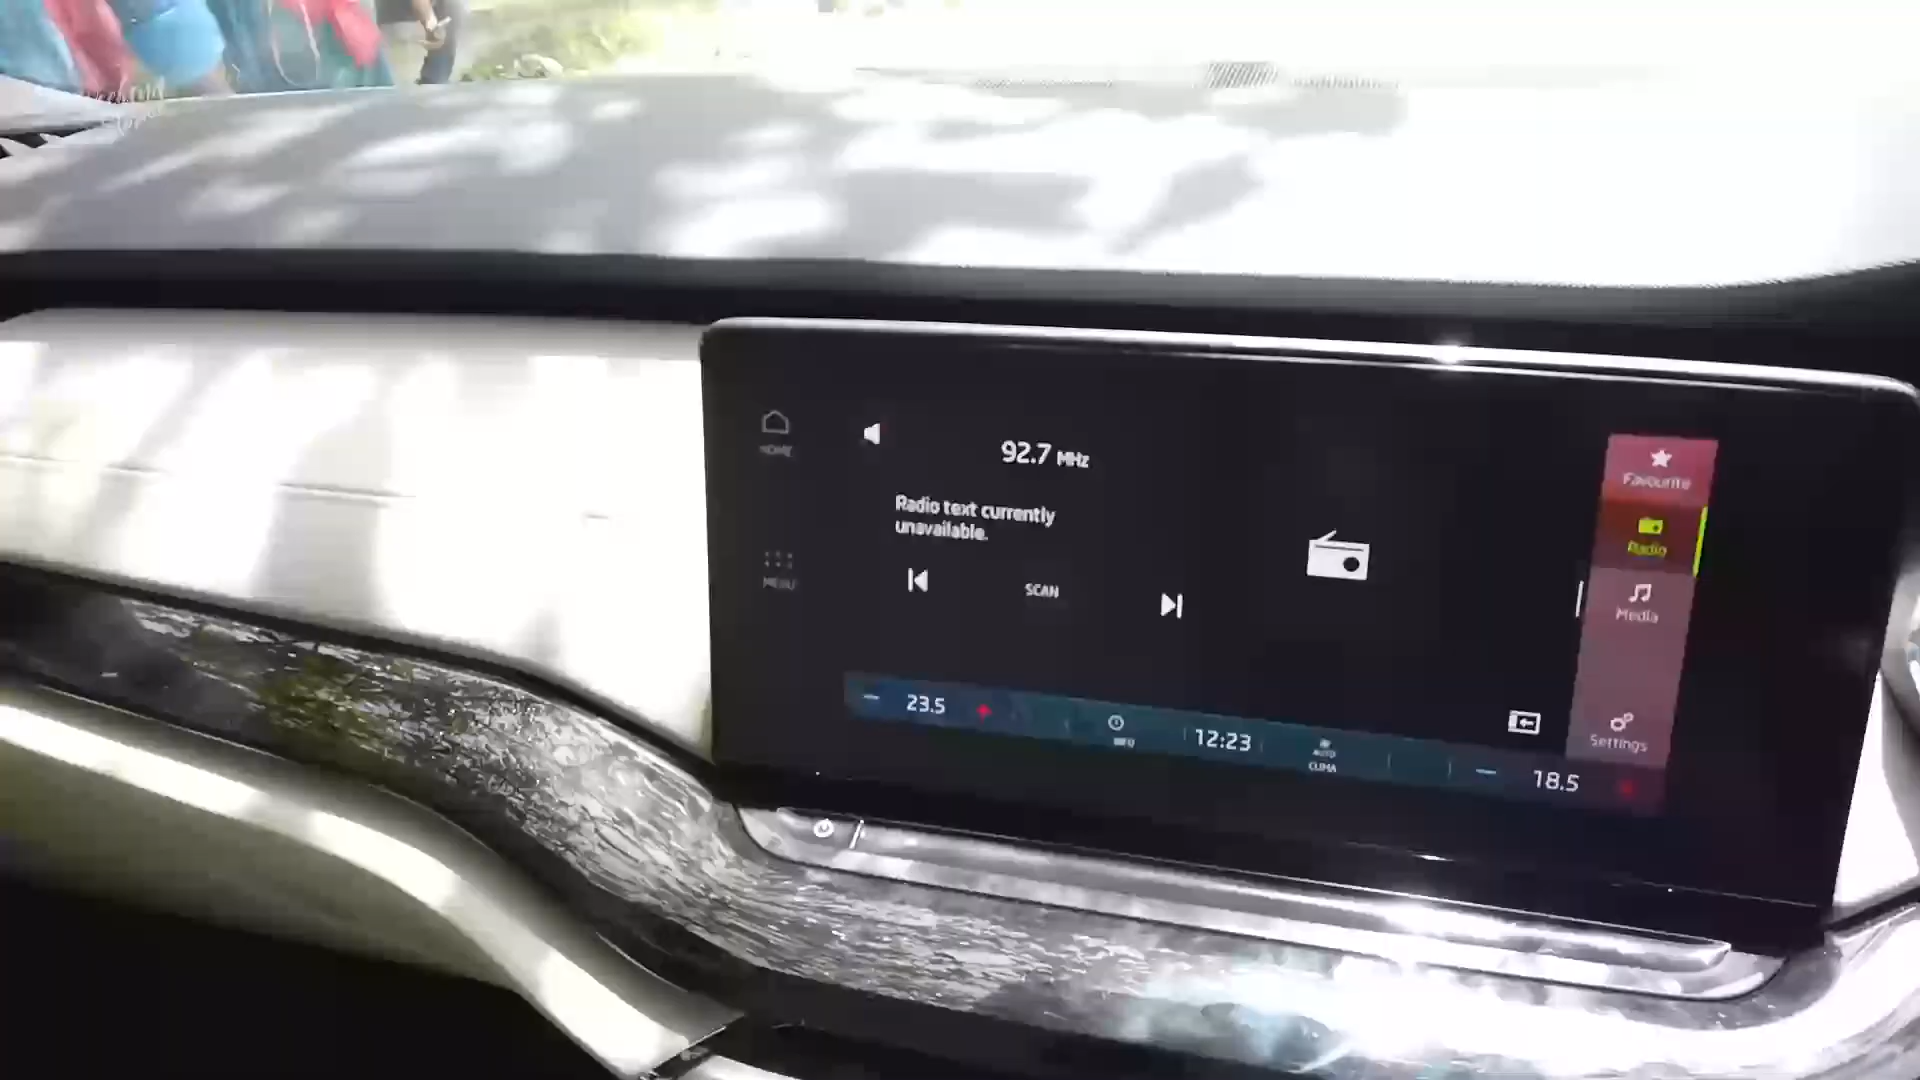 HOME
92.7 MHz
Favourite
Radio text currently
unavailable.
Radio
MENU
SCAN
Media
23.5
12:23
AUTO
CLIMA
Settings
18.5